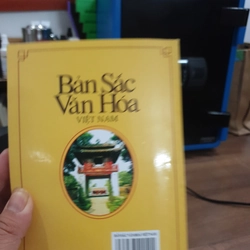 Bản Sắc
Văn Hóa
VIỆT NAM